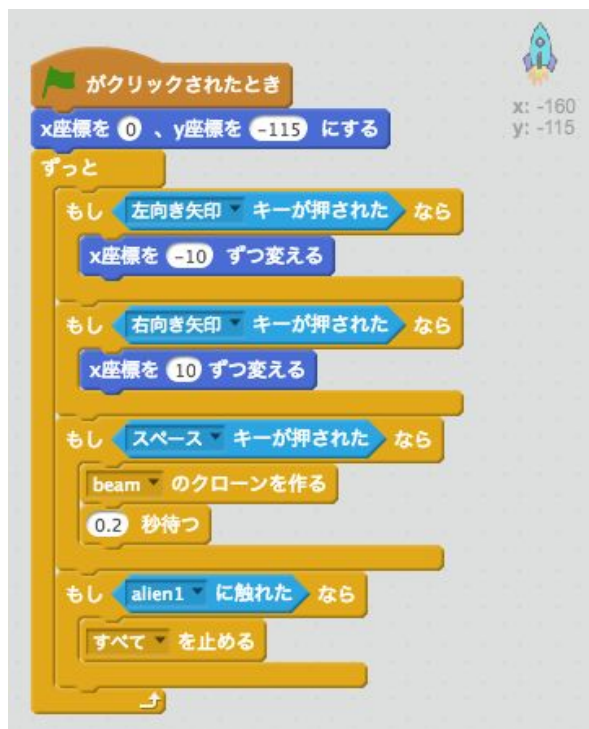 がクリックされたとき
x: -160
y: -115
x座標を 0 、y座標を -115 にする
ずっと
もし 左向き矢印 キーが押された なら
x座標を -10 ずつ変える
もし 右向き矢印 キーが押された なら
x座標を 10 ずつ変える
もし スペース キーが押された なら
beam のクローンを作る
0.2 秒待つ
もし alien1 に触れた なら
すべて を止める